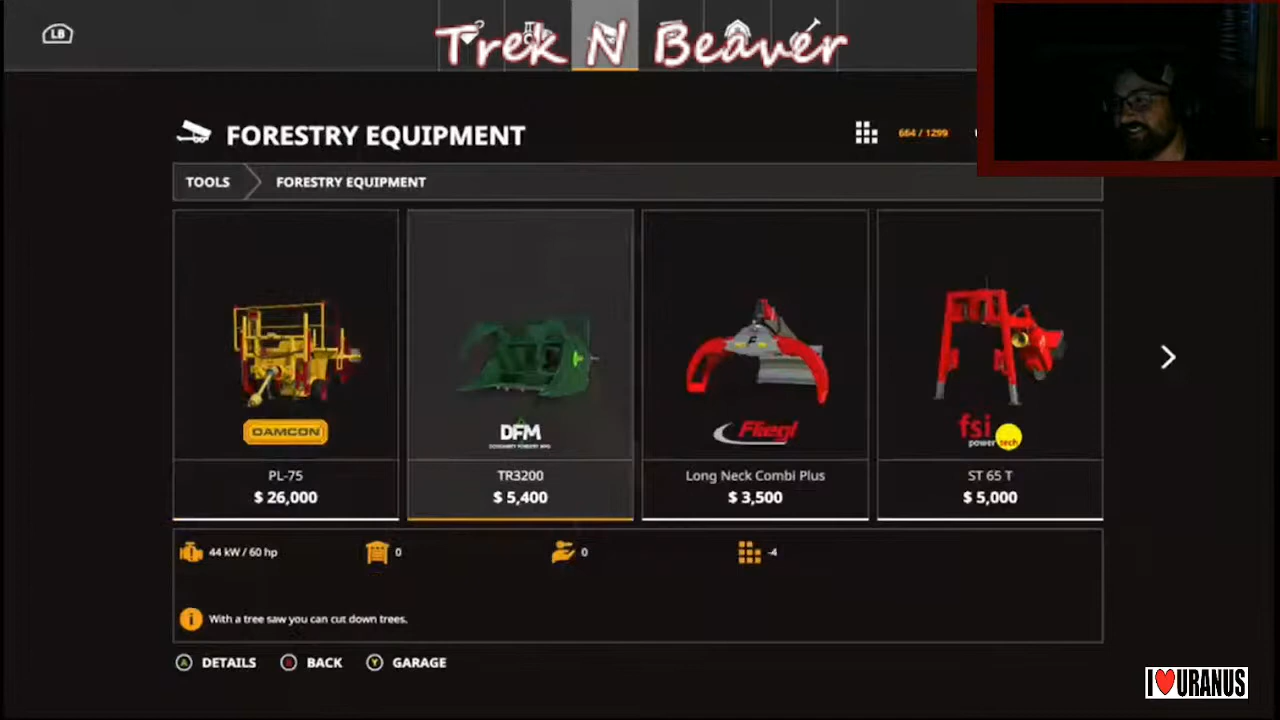 LB
Trek N Beaver
FORESTRY EQUIPMENT
664 / 1299
TOOLS
FORESTRY EQUIPMENT
DAMCON
PL-75
$ 26,000
DFM
TR3200
$ 5,400
Fliegl
Long Neck Combi Plus
$ 3,500
fsi
power tech
ST 65 T
$ 5,000
44 kW / 60 hp
0
0
-4
With a tree saw you can cut down trees.
A DETAILS
B BACK
Y GARAGE
I URANUS